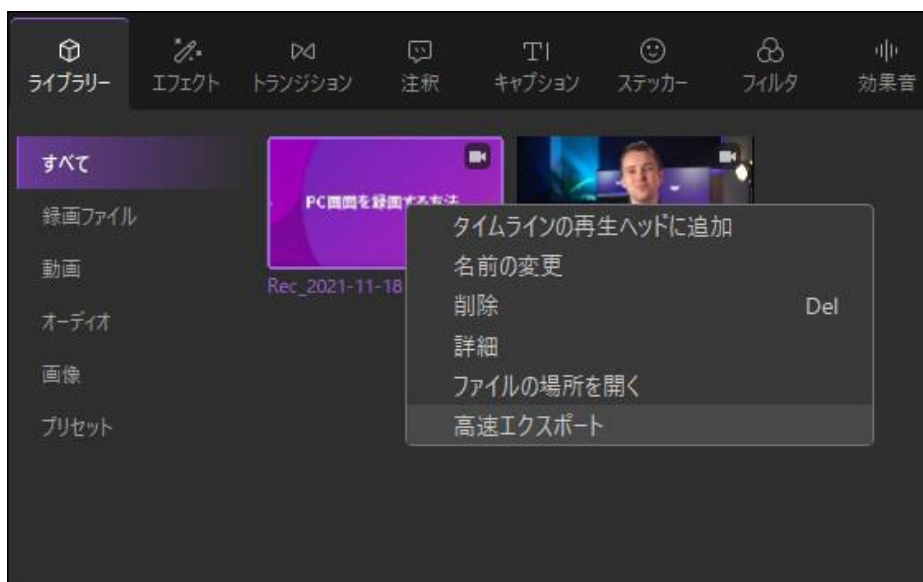 ライブラリー エフェクト トランジション 注釈 キャプション ステッカー フィルタ 効果音
すべて
録画ファイル
動画
オーディオ
画像
プリセット
PC画面を録画する方法
Rec_2021-11-18
タイムラインの再生ヘッドに追加
名前の変更
削除 Del
詳細
ファイルの場所を開く
高速エクスポート